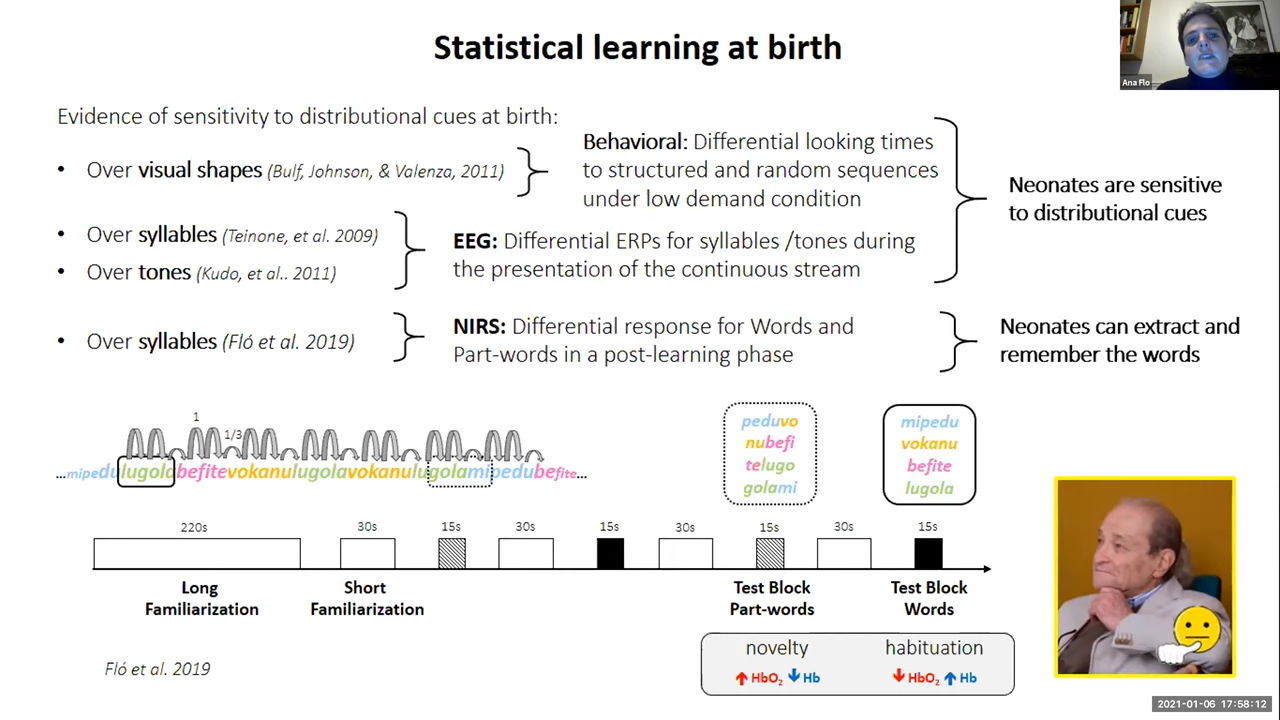 Statistical learning at birth
Ana Flo
Evidence of sensitivity to distributional cues at birth:
• Over visual shapes (Bulf, Johnson, & Valenza, 2011)
Behavioral: Differential looking times
to structured and random sequences
under low demand condition
• Over syllables (Teinone, et al. 2009)
• Over tones (Kudo, et al.. 2011)
EEG: Differential ERPs for syllables /tones during
the presentation of the continuous stream
Neonates are sensitive
to distributional cues
• Over syllables (Fló et al. 2019)
NIRS: Differential response for Words and
Part-words in a post-learning phase
Neonates can extract and
remember the words
1
1/3
...mipedulugolabefitevokanulugolavokanulugolamipedubefite...
peduvo
nubefi
telugo
golami
mipedu
vokanu
befite
lugola
220s 30s 15s 30s 15s 30s 15s 30s 15s
Long
Familiarization
Short
Familiarization
Test Block
Part-words
Test Block
Words
novelty
HbO2 Hb
habituation
HbO2 Hb
Fló et al. 2019
2021-01-06 17:58:12